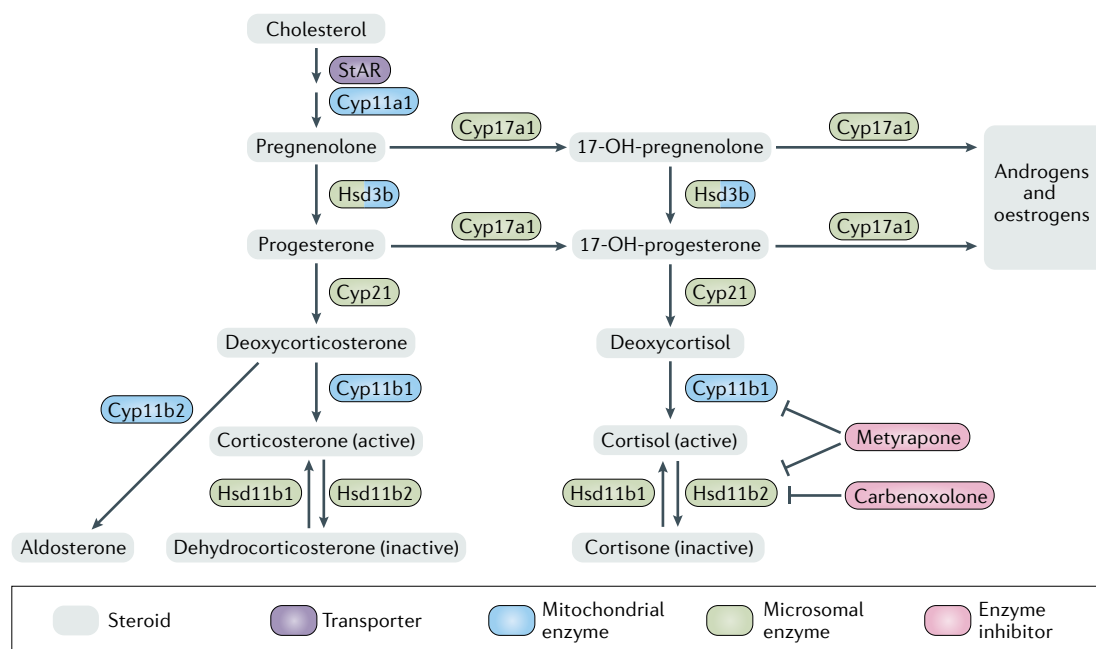 Cholesterol
StAR
Cyp11a1
Cyp17a1
Cyp17a1
Pregnenolone
17-OH-pregnenolone
Androgens
and
oestrogens
Hsd3b
Hsd3b
Cyp17a1
Cyp17a1
Progesterone
17-OH-progesterone
Cyp21
Cyp21
Deoxycorticosterone
Deoxycortisol
Cyp11b2
Cyp11b1
Cyp11b1
Corticosterone (active)
Cortisol (active)
Metyrapone
Hsd11b1
Hsd11b2
Hsd11b1
Hsd11b2
Carbenoxolone
Aldosterone
Dehydrocorticosterone (inactive)
Cortisone (inactive)
Steroid
Transporter
Mitochondrial
enzyme
Microsomal
enzyme
Enzyme
inhibitor